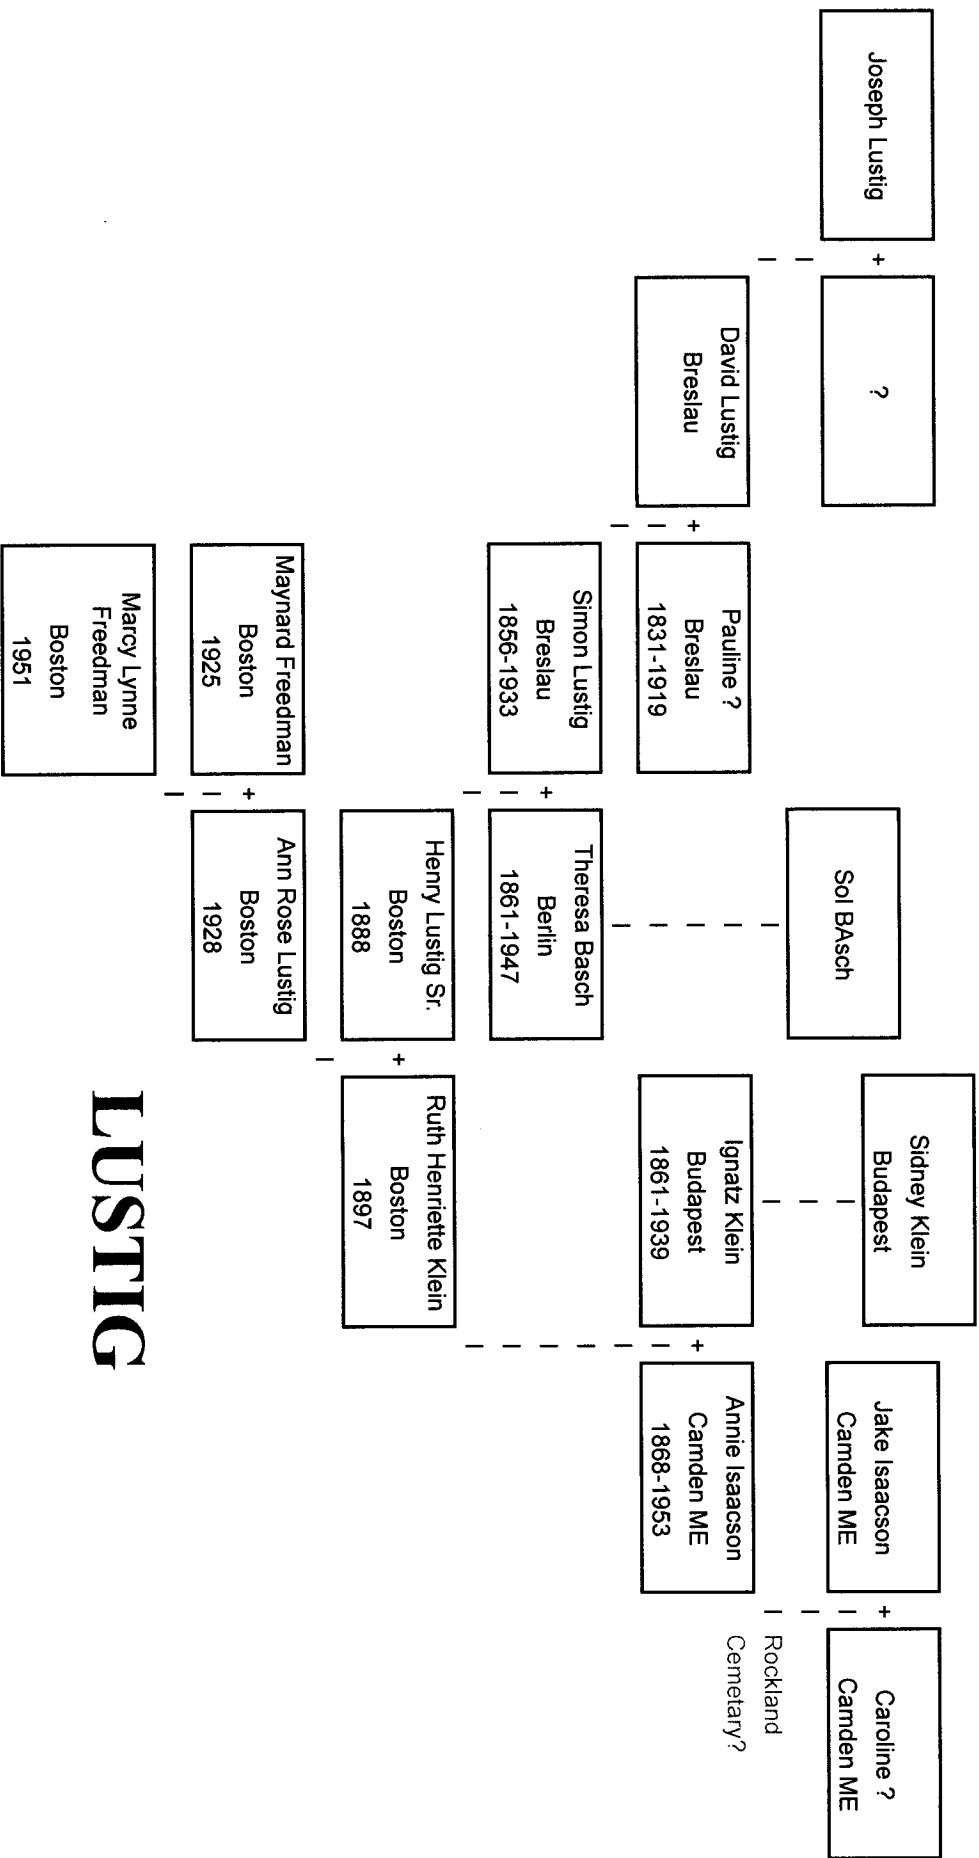 Sidney Klein
Budapest
Jake Isaacson
Camden ME
+
Caroline ?
Camden ME
Joseph Lustig
+
?
Sol BAsch
Rockland
Cemetary?
David Lustig
Breslau
+
Pauline ?
Breslau
1831-1919
Ignatz Klein
Budapest
1861-1939
+
Annie Isaacson
Camden ME
1868-1953
Simon Lustig
Breslau
1856-1933
+
Theresa Basch
Berlin
1861-1947
Henry Lustig Sr.
Boston
1888
+
Ruth Henriette Klein
Boston
1897
Maynard Freedman
Boston
1925
+
Ann Rose Lustig
Boston
1928
Marcy Lynne
Freedman
Boston
1951
LUSTIG